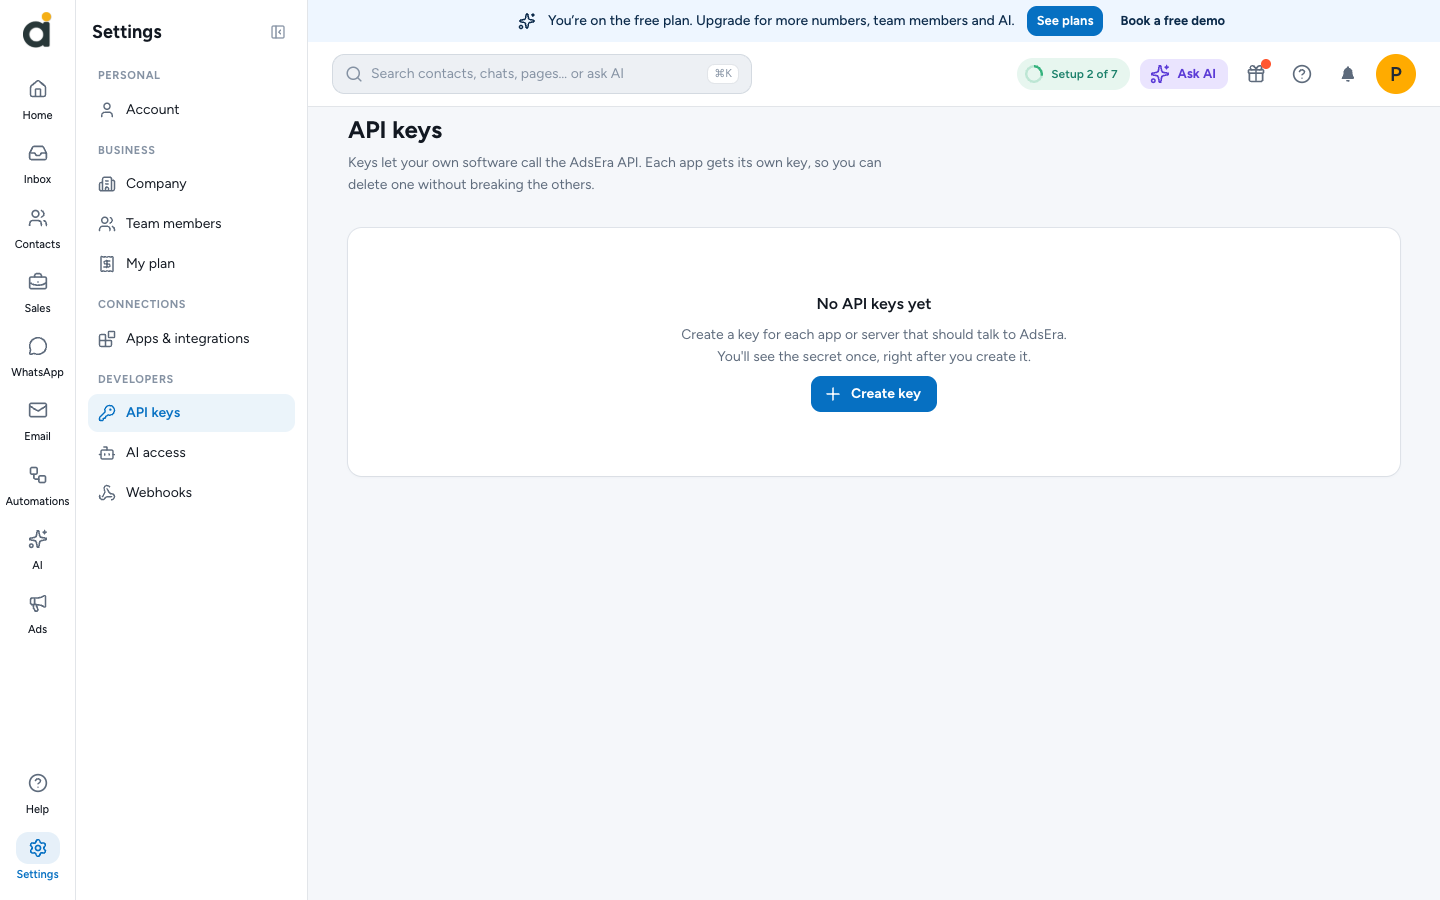 You're on the free plan. Upgrade for more numbers, team members and AI. See plans Book a free demo
Settings
Search contacts, chats, pages... or ask AI ⌘K
Setup 2 of 7
Ask AI
P
Home
Inbox
Contacts
Sales
WhatsApp
Email
Automations
AI
Ads
Help
Settings
PERSONAL
Account
BUSINESS
Company
Team members
My plan
CONNECTIONS
Apps & integrations
DEVELOPERS
API keys
AI access
Webhooks
API keys
Keys let your own software call the AdsEra API. Each app gets its own key, so you can
delete one without breaking the others.
No API keys yet
Create a key for each app or server that should talk to AdsEra.
You'll see the secret once, right after you create it.
Create key